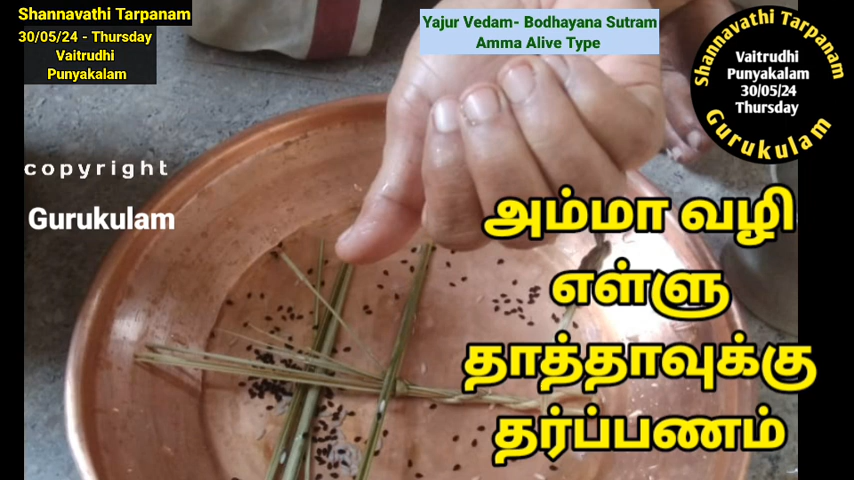 Shannavathi Tarpanam
30/05/24 - Thursday
Vaitrudhi
Punyakalam
Yajur Vedam- Bodhayana Sutram
Amma Alive Type
Shannavathi Tarpanam
Vaitrudhi
Punyakalam
30/05/24
Thursday
Gurukulam
copyright
Gurukulam
அம்மா வழி
எள்ளு
தாத்தாவுக்கு
தர்ப்பணம்